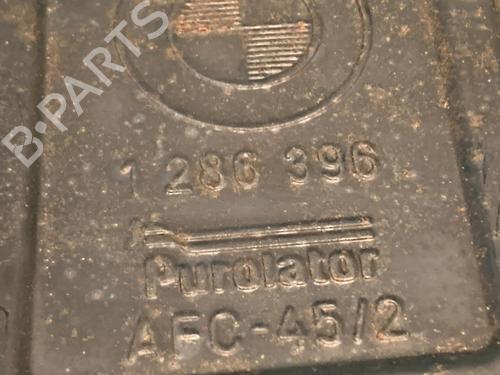 B-PARTS
1 286 396
Purolator
AFC-45/2